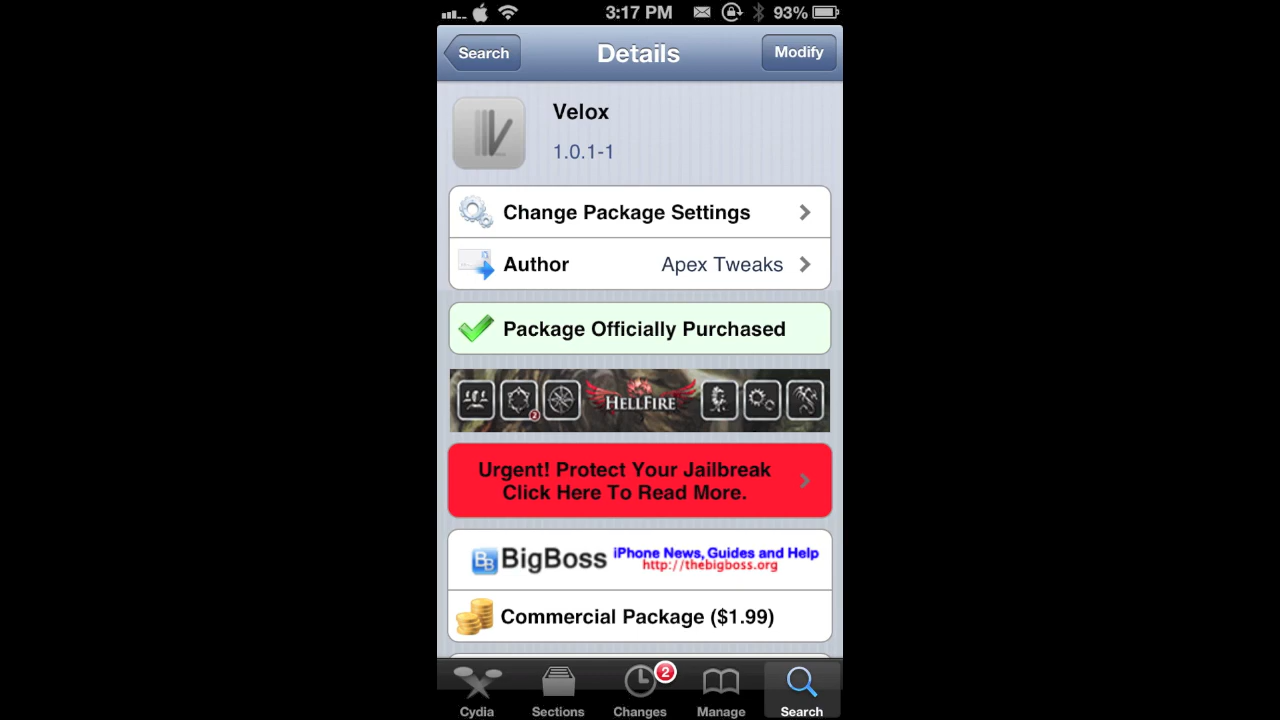 3:17 PM 93%
Search Details Modify
Velox
1.0.1-1
Change Package Settings
Author Apex Tweaks
Package Officially Purchased
HELLFIRE
2
Urgent! Protect Your Jailbreak
Click Here To Read More.
BB BigBoss iPhone News, Guides and Help
http://thebigboss.org
Commercial Package ($1.99)
2
Cydia Sections Changes Manage Search